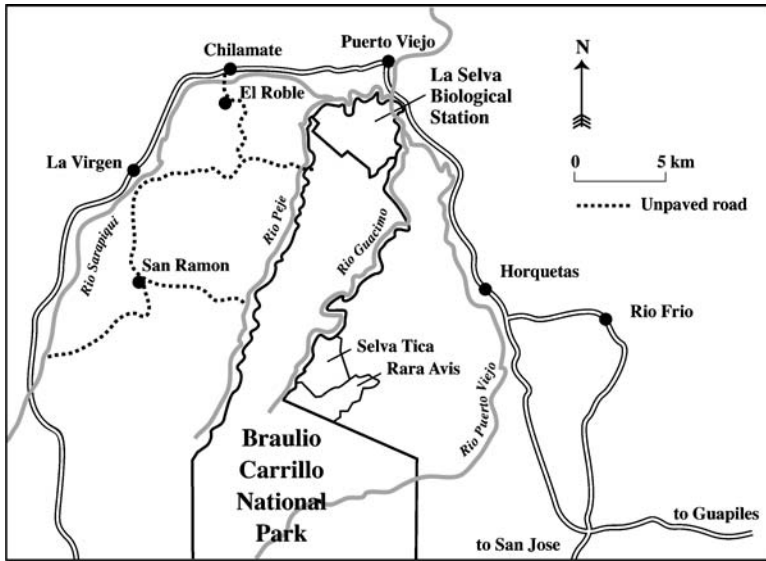 Puerto Viejo
Chilamate
N
La Selva
Biological
Station
El Roble
La Virgen
0 5 km
Unpaved road
Rio Peje
Rio Guacimo
Rio Sarapiqui
San Ramon
Horquetas
Rio Frio
Selva Tica
Rara Avis
Rio Puerto Viejo
Braulio
Carrillo
National
Park
to Guapiles
to San Jose